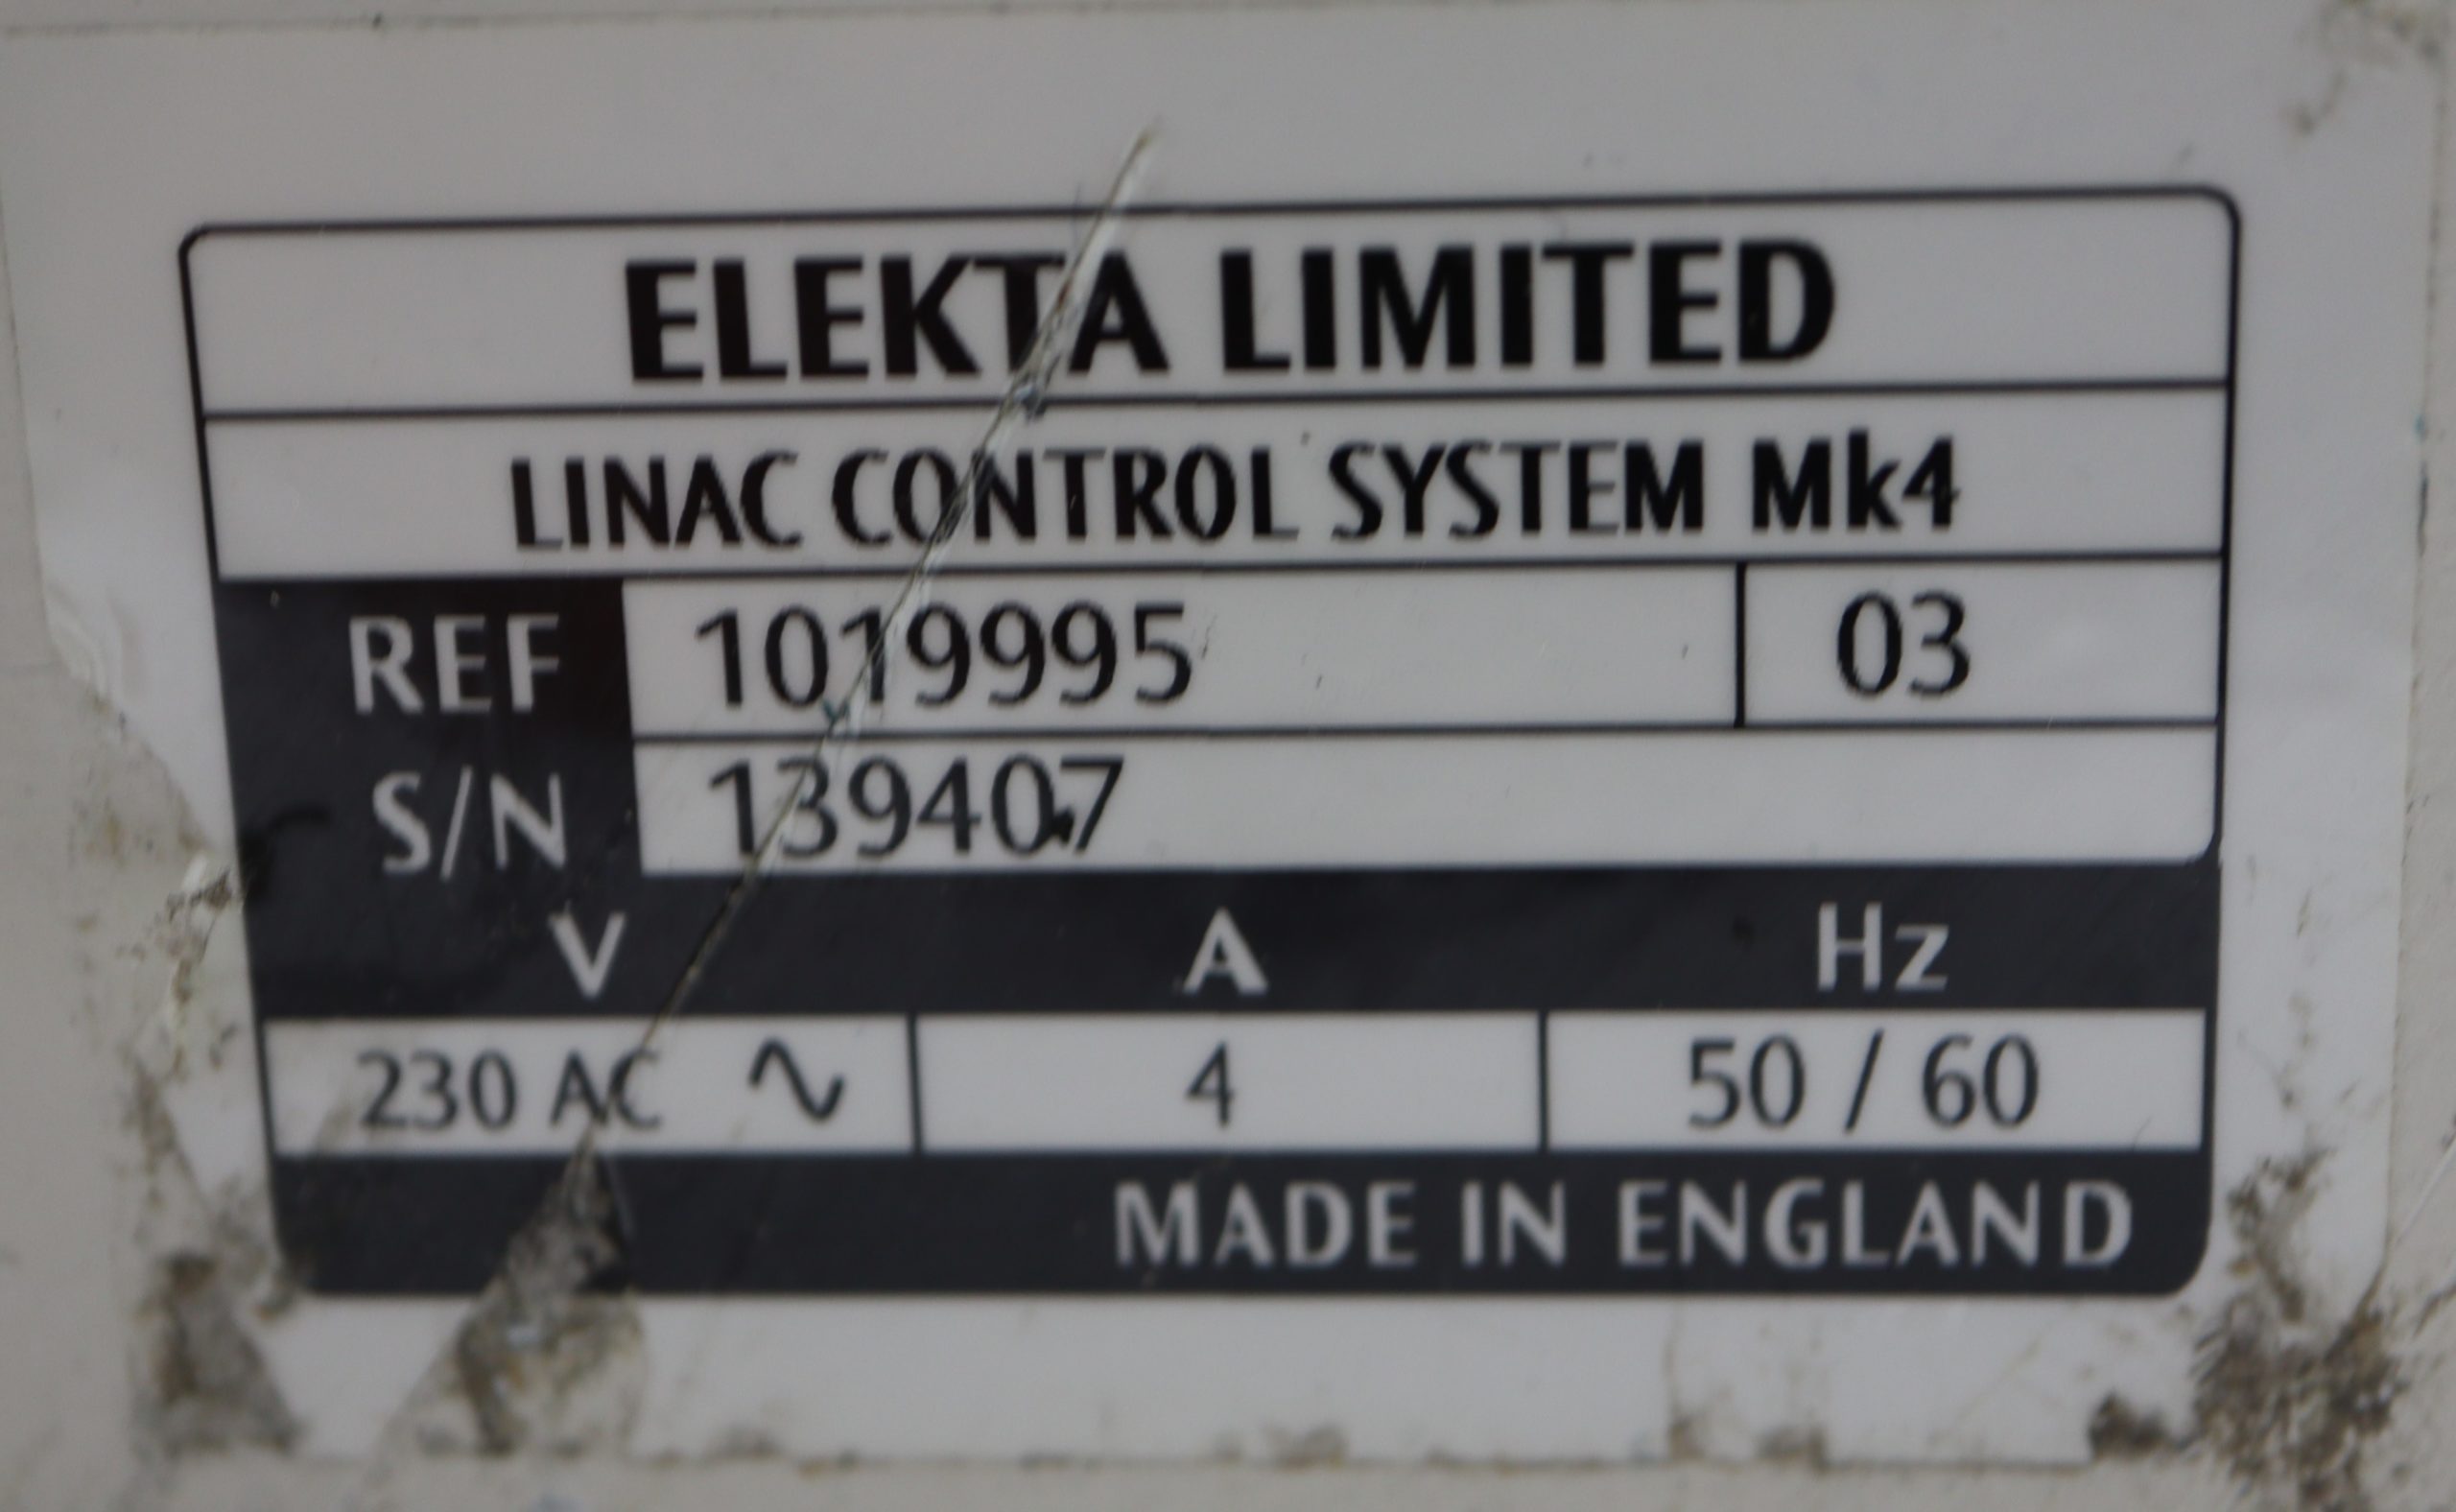 ELEKTA LIMITED
LINAC CONTROL SYSTEM Mk4
REF 1019995 03
S/N 139407
V A Hz
230 AC ∿ 4 50 / 60
MADE IN ENGLAND